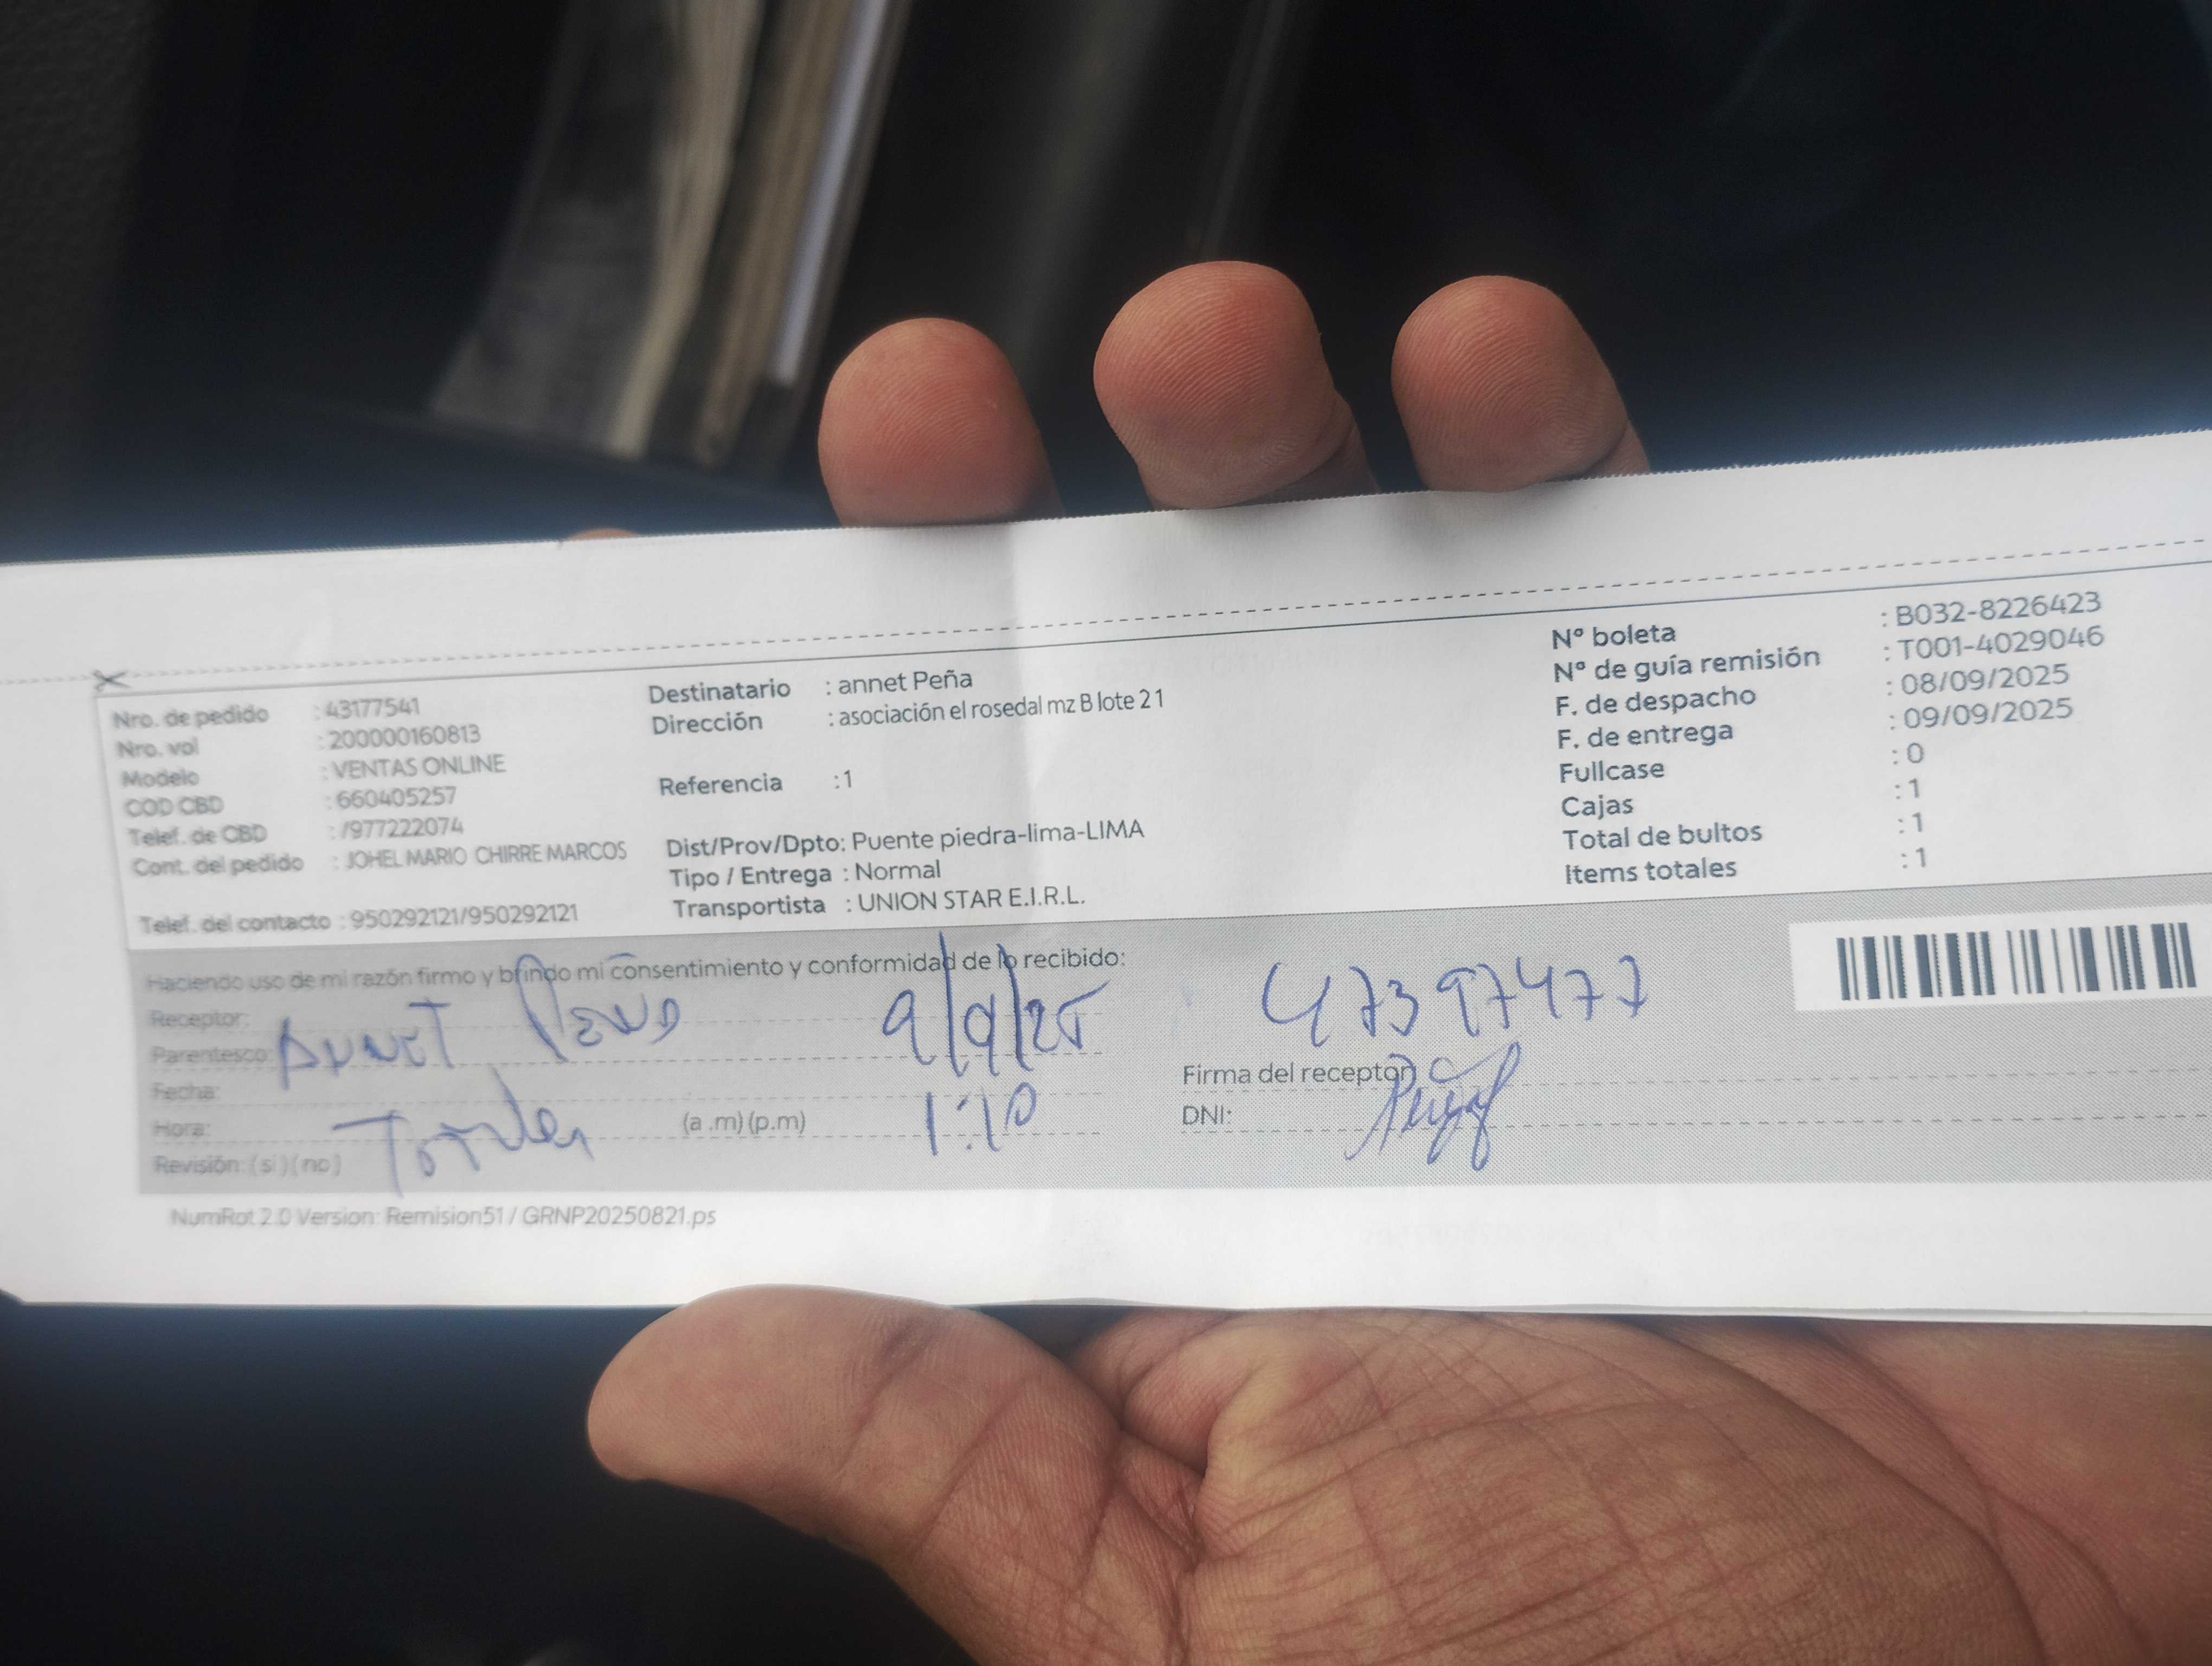 Nro. de pedido : 43177541
Nro. vol : 200000160813
Modelo : VENTAS ONLINE
COD CBD : 660405257
Telef. de CBD : /977222074
Cont. del pedido : JOHEL MARIO CHIRRE MARCOS
Telef. del contacto : 950292121/950292121
Destinatario : annet Peña
Dirección : asociación el rosedal mz B lote 21
Referencia : 1
Dist/Prov/Dpto: Puente piedra-lima-LIMA
Tipo / Entrega : Normal
Transportista : UNION STAR E.I.R.L.
Nº boleta : B032-8226423
Nº de guía remisión : T001-4029046
F. de despacho : 08/09/2025
F. de entrega : 09/09/2025
Fullcase : 0
Cajas : 1
Total de bultos : 1
Items totales : 1
Haciendo uso de mi razón firmo y brindo mi consentimiento y conformidad de lo recibido:
Receptor:
Parentesco: Annet Peña 9/9/25 47397477
Fecha: Firma del receptor
Hora: (a .m) (p.m) 1:10 DNI:
Revisión: ( si ) ( no )
NumRot 2.0 Version: Remision51 / GRNP20250821.ps